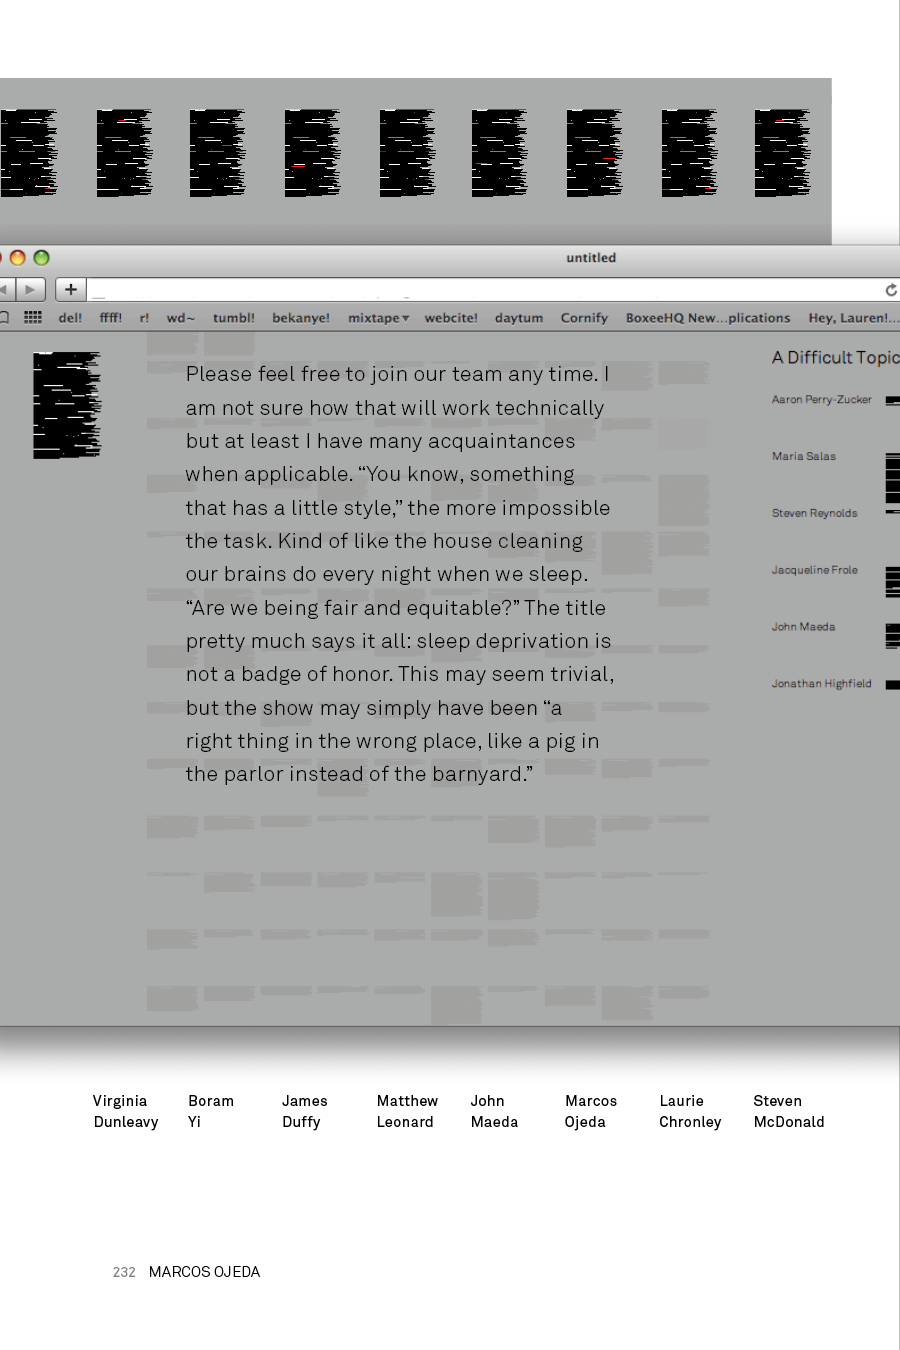 untitled
del! ffff! r! wd~ tumbl! bekanye! mixtape webcite! daytum Cornify BoxeeHQ New...plications Hey, Lauren!...
Please feel free to join our team any time. I
am not sure how that will work technically
but at least I have many acquaintances
when applicable. “You know, something
that has a little style,” the more impossible
the task. Kind of like the house cleaning
our brains do every night when we sleep.
“Are we being fair and equitable?” The title
pretty much says it all: sleep deprivation is
not a badge of honor. This may seem trivial,
but the show may simply have been “a
right thing in the wrong place, like a pig in
the parlor instead of the barnyard.”
A Difficult Topic
Aaron Perry-Zucker
Maria Salas
Steven Reynolds
Jacqueline Frole
John Maeda
Jonathan Highfield
Virginia Dunleavy
Boram Yi
James Duffy
Matthew Leonard
John Maeda
Marcos Ojeda
Laurie Chronley
Steven McDonald
232 MARCOS OJEDA